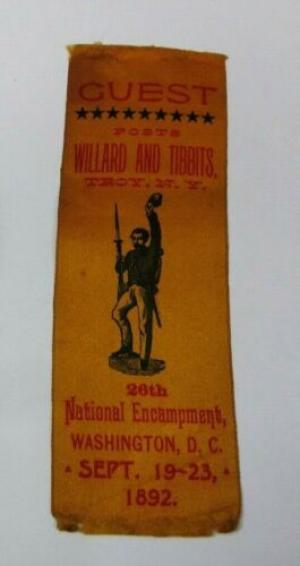 GUEST
POSTS
WILLARD AND TIBBITS,
TROY, N. Y.
26th
National Encampment,
WASHINGTON, D. C.
SEPT. 19-23,
1892.